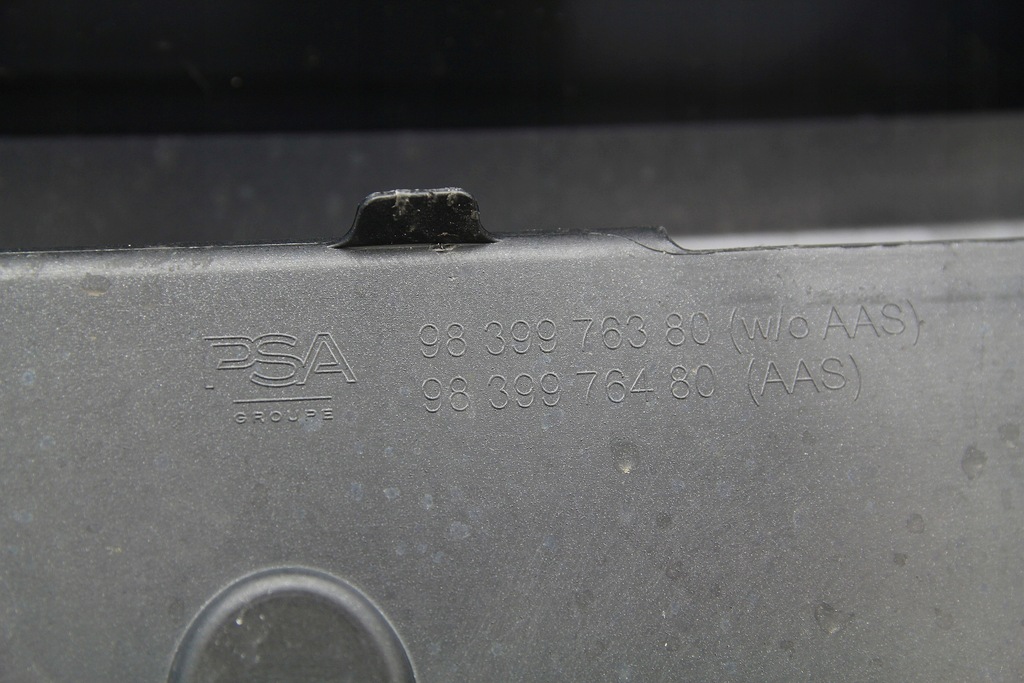 PSA
GROUPE
98 399 763 80 (w/o AAS)
98 399 764 80 (AAS)